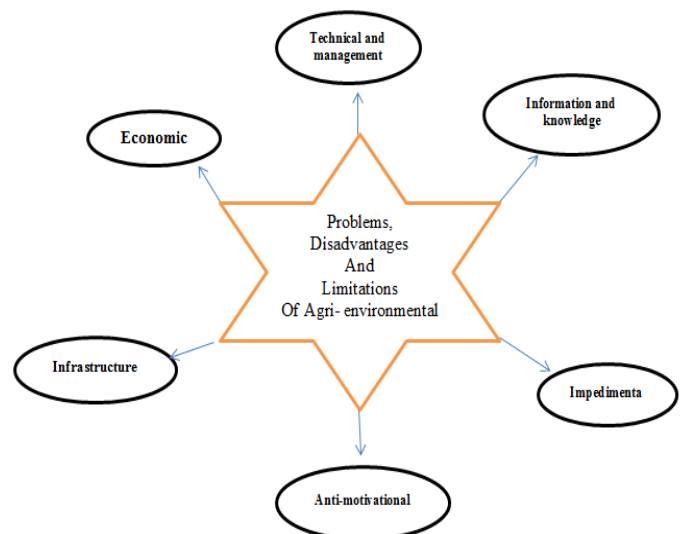 Technical and
management
Information and
knowledge
Economic
Problems,
Disadvantages
And
Limitations
Of Agri- environmental
Infrastructure
Impedimenta
Anti-motivational